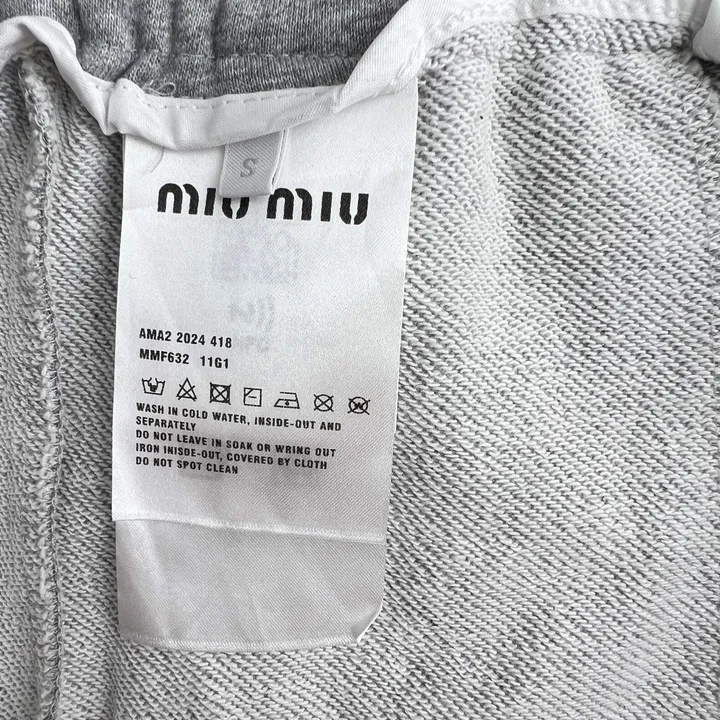 S
miu miu
AMA2 2024 418
MMF632 11G1
WASH IN COLD WATER, INSIDE-OUT AND
SEPARATELY
DO NOT LEAVE IN SOAK OR WRING OUT
IRON INISDE-OUT, COVERED BY CLOTH
DO NOT SPOT CLEAN